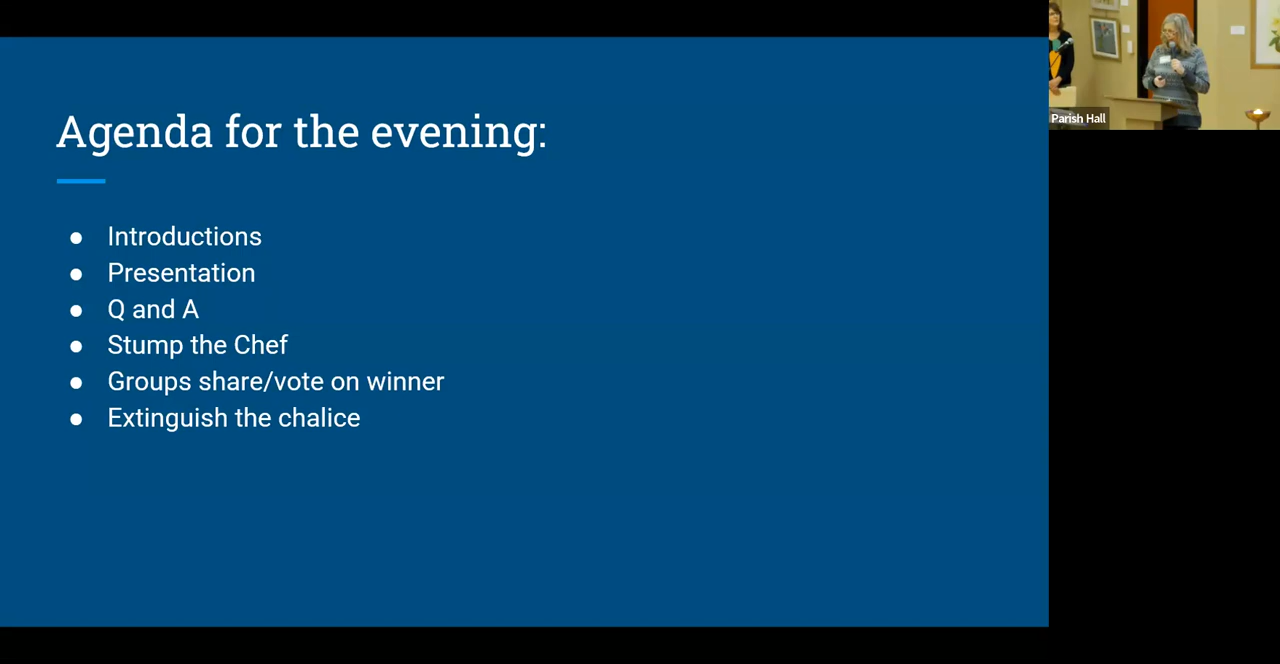 Agenda for the evening:
Introductions
Presentation
Q and A
Stump the Chef
Groups share/vote on winner
Extinguish the chalice
Parish Hall